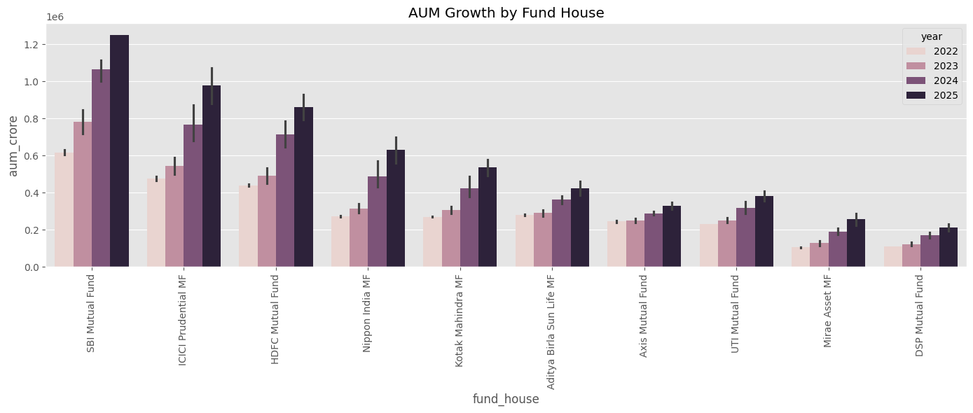 AUM Growth by Fund House
1e6
1.2
1.0
0.8
0.6
0.4
0.2
0.0
aum_crore
year
2022
2023
2024
2025
SBI Mutual Fund
ICICI Prudential MF
HDFC Mutual Fund
Nippon India MF
Kotak Mahindra MF
Aditya Birla Sun Life MF
Axis Mutual Fund
UTI Mutual Fund
Mirae Asset MF
DSP Mutual Fund
fund_house